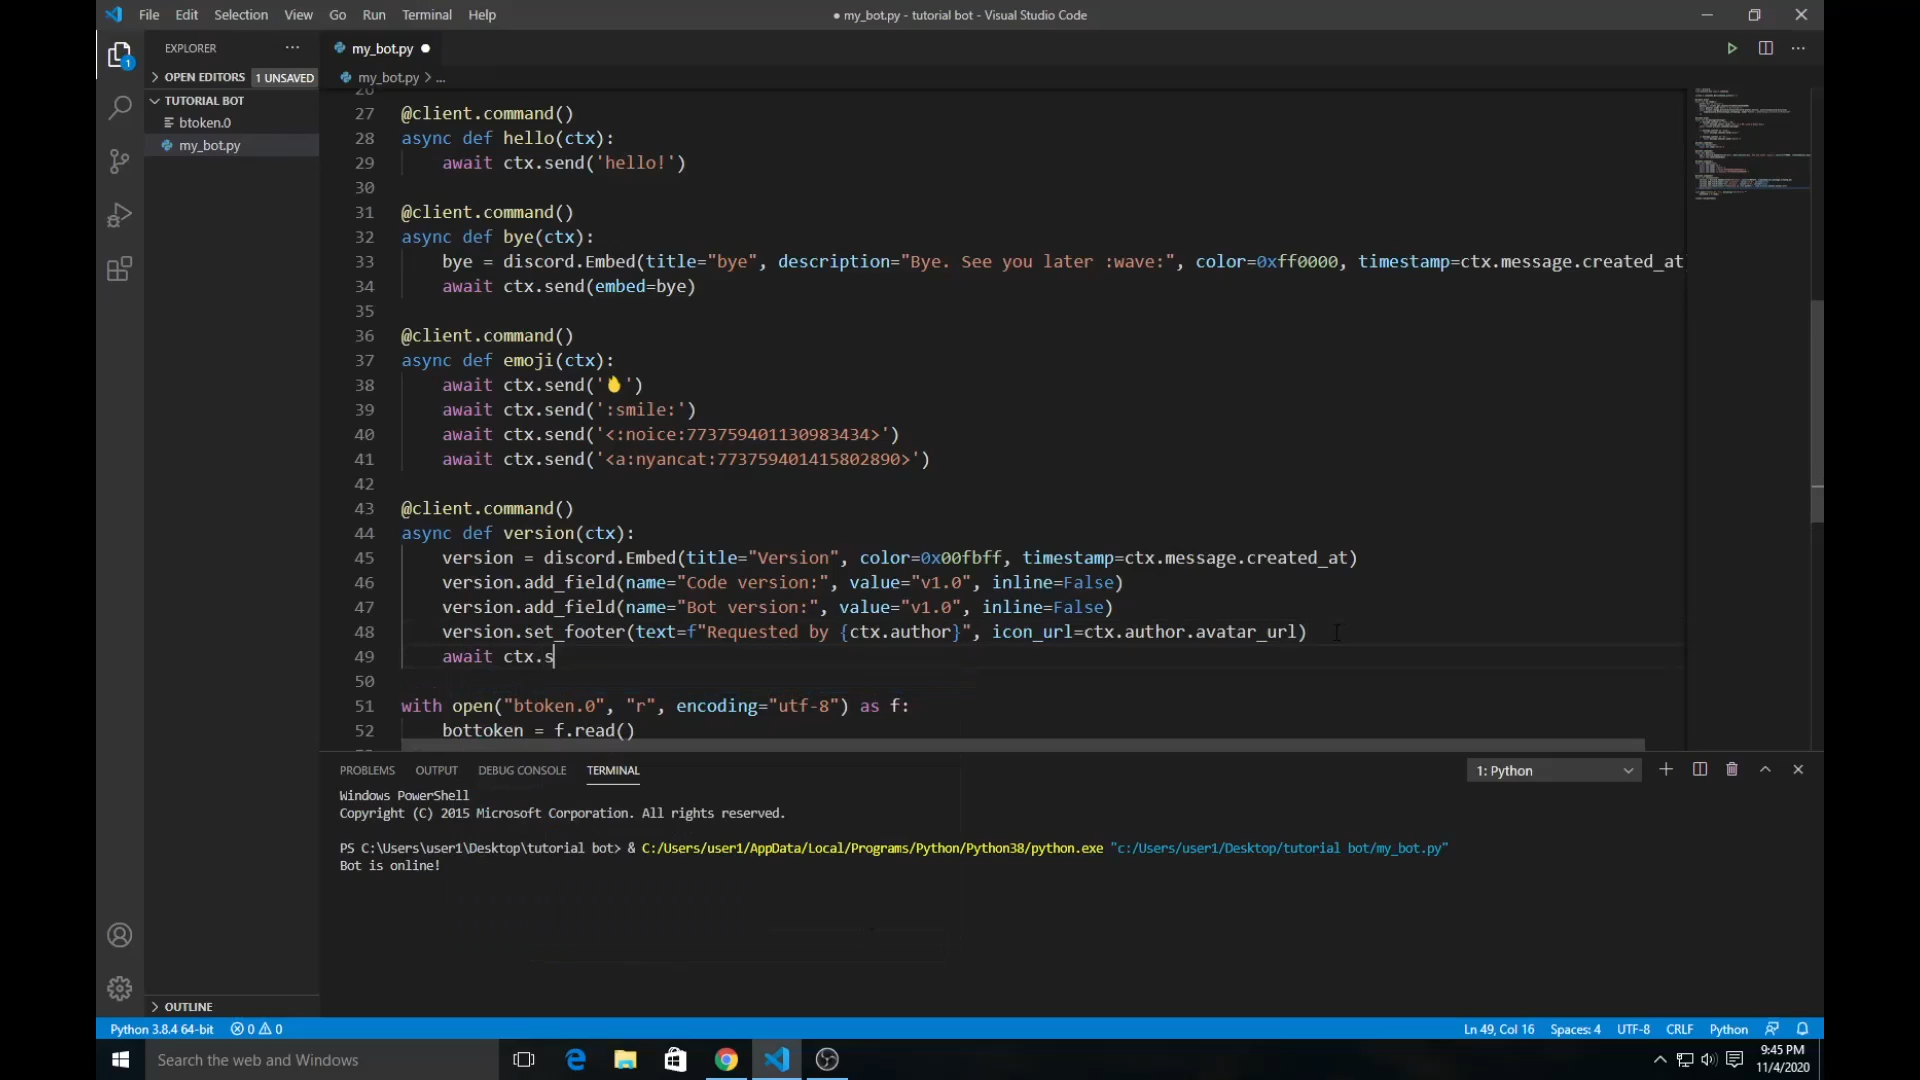 File Edit Selection View Go Run Terminal Help
● my_bot.py - tutorial bot - Visual Studio Code
EXPLORER
OPEN EDITORS 1 UNSAVED
TUTORIAL BOT
btoken.0
my_bot.py
OUTLINE
1
my_bot.py
my_bot.py > ...
26
27 @client.command()
28 async def hello(ctx):
29 await ctx.send('hello!')
30
31 @client.command()
32 async def bye(ctx):
33 bye = discord.Embed(title="bye", description="Bye. See you later :wave:", color=0xff0000, timestamp=ctx.message.created_at
34 await ctx.send(embed=bye)
35
36 @client.command()
37 async def emoji(ctx):
38 await ctx.send('🔥')
39 await ctx.send(':smile:')
40 await ctx.send('<:noice:773759401130983434>')
41 await ctx.send('<a:nyancat:773759401415802890>')
42
43 @client.command()
44 async def version(ctx):
45 version = discord.Embed(title="Version", color=0x00fbff, timestamp=ctx.message.created_at)
46 version.add_field(name="Code version:", value="v1.0", inline=False)
47 version.add_field(name="Bot version:", value="v1.0", inline=False)
48 version.set_footer(text=f"Requested by {ctx.author}", icon_url=ctx.author.avatar_url)
49 await ctx.s
50
51 with open("btoken.0", "r", encoding="utf-8") as f:
52 bottoken = f.read()
PROBLEMS OUTPUT DEBUG CONSOLE TERMINAL 1: Python
Windows PowerShell
Copyright (C) 2015 Microsoft Corporation. All rights reserved.
PS C:\Users\user1\Desktop\tutorial bot> & C:/Users/user1/AppData/Local/Programs/Python/Python38/python.exe "c:/Users/user1/Desktop/tutorial bot/my_bot.py"
Bot is online!
Python 3.8.4 64-bit 0 0 Ln 49, Col 16 Spaces: 4 UTF-8 CRLF Python
Search the web and Windows
9:45 PM
11/4/2020